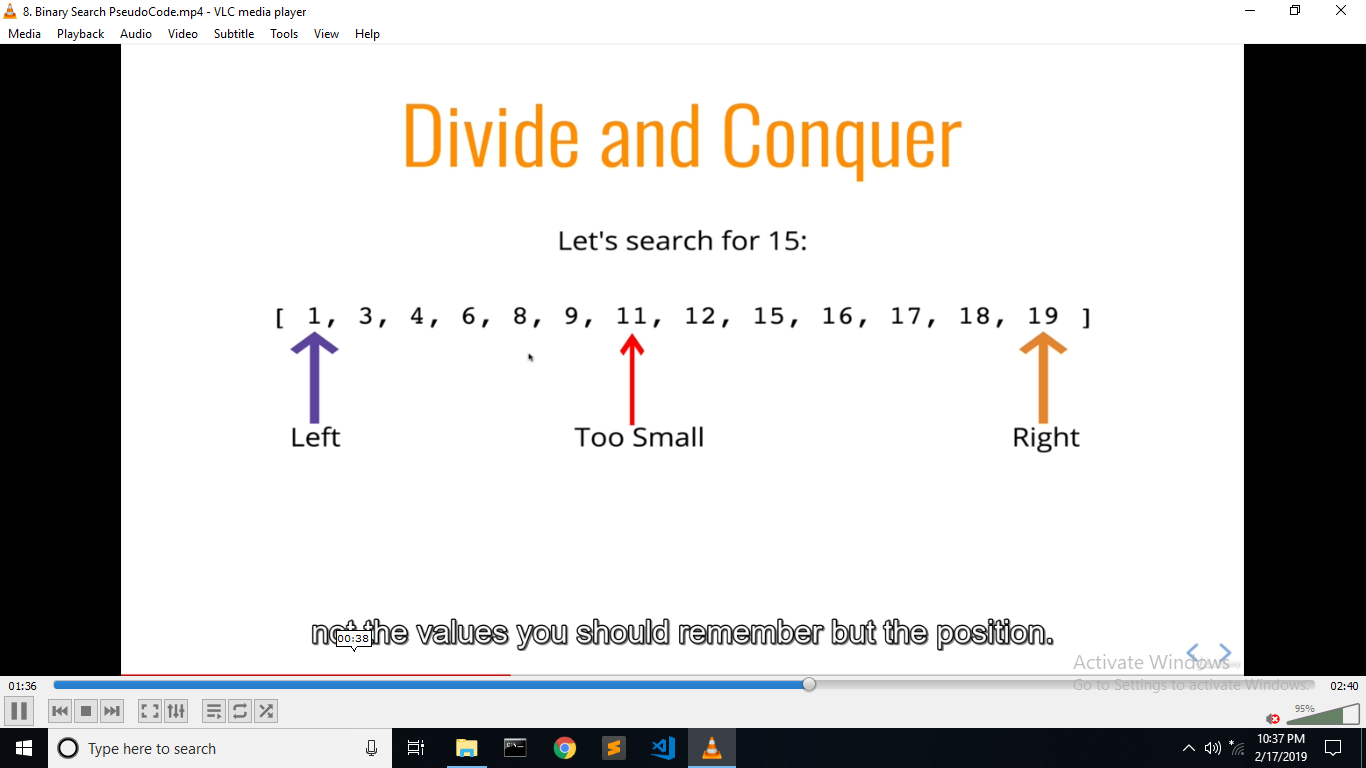 8. Binary Search PseudoCode.mp4 - VLC media player
Media Playback Audio Video Subtitle Tools View Help
Divide and Conquer
Let's search for 15:
[ 1, 3, 4, 6, 8, 9, 11, 12, 15, 16, 17, 18, 19 ]
Left Too Small Right
not the values you should remember but the position.
00:38
Activate Windows
Go to Settings to activate Windows.
01:36 02:40
95%
Type here to search
10:37 PM
2/17/2019